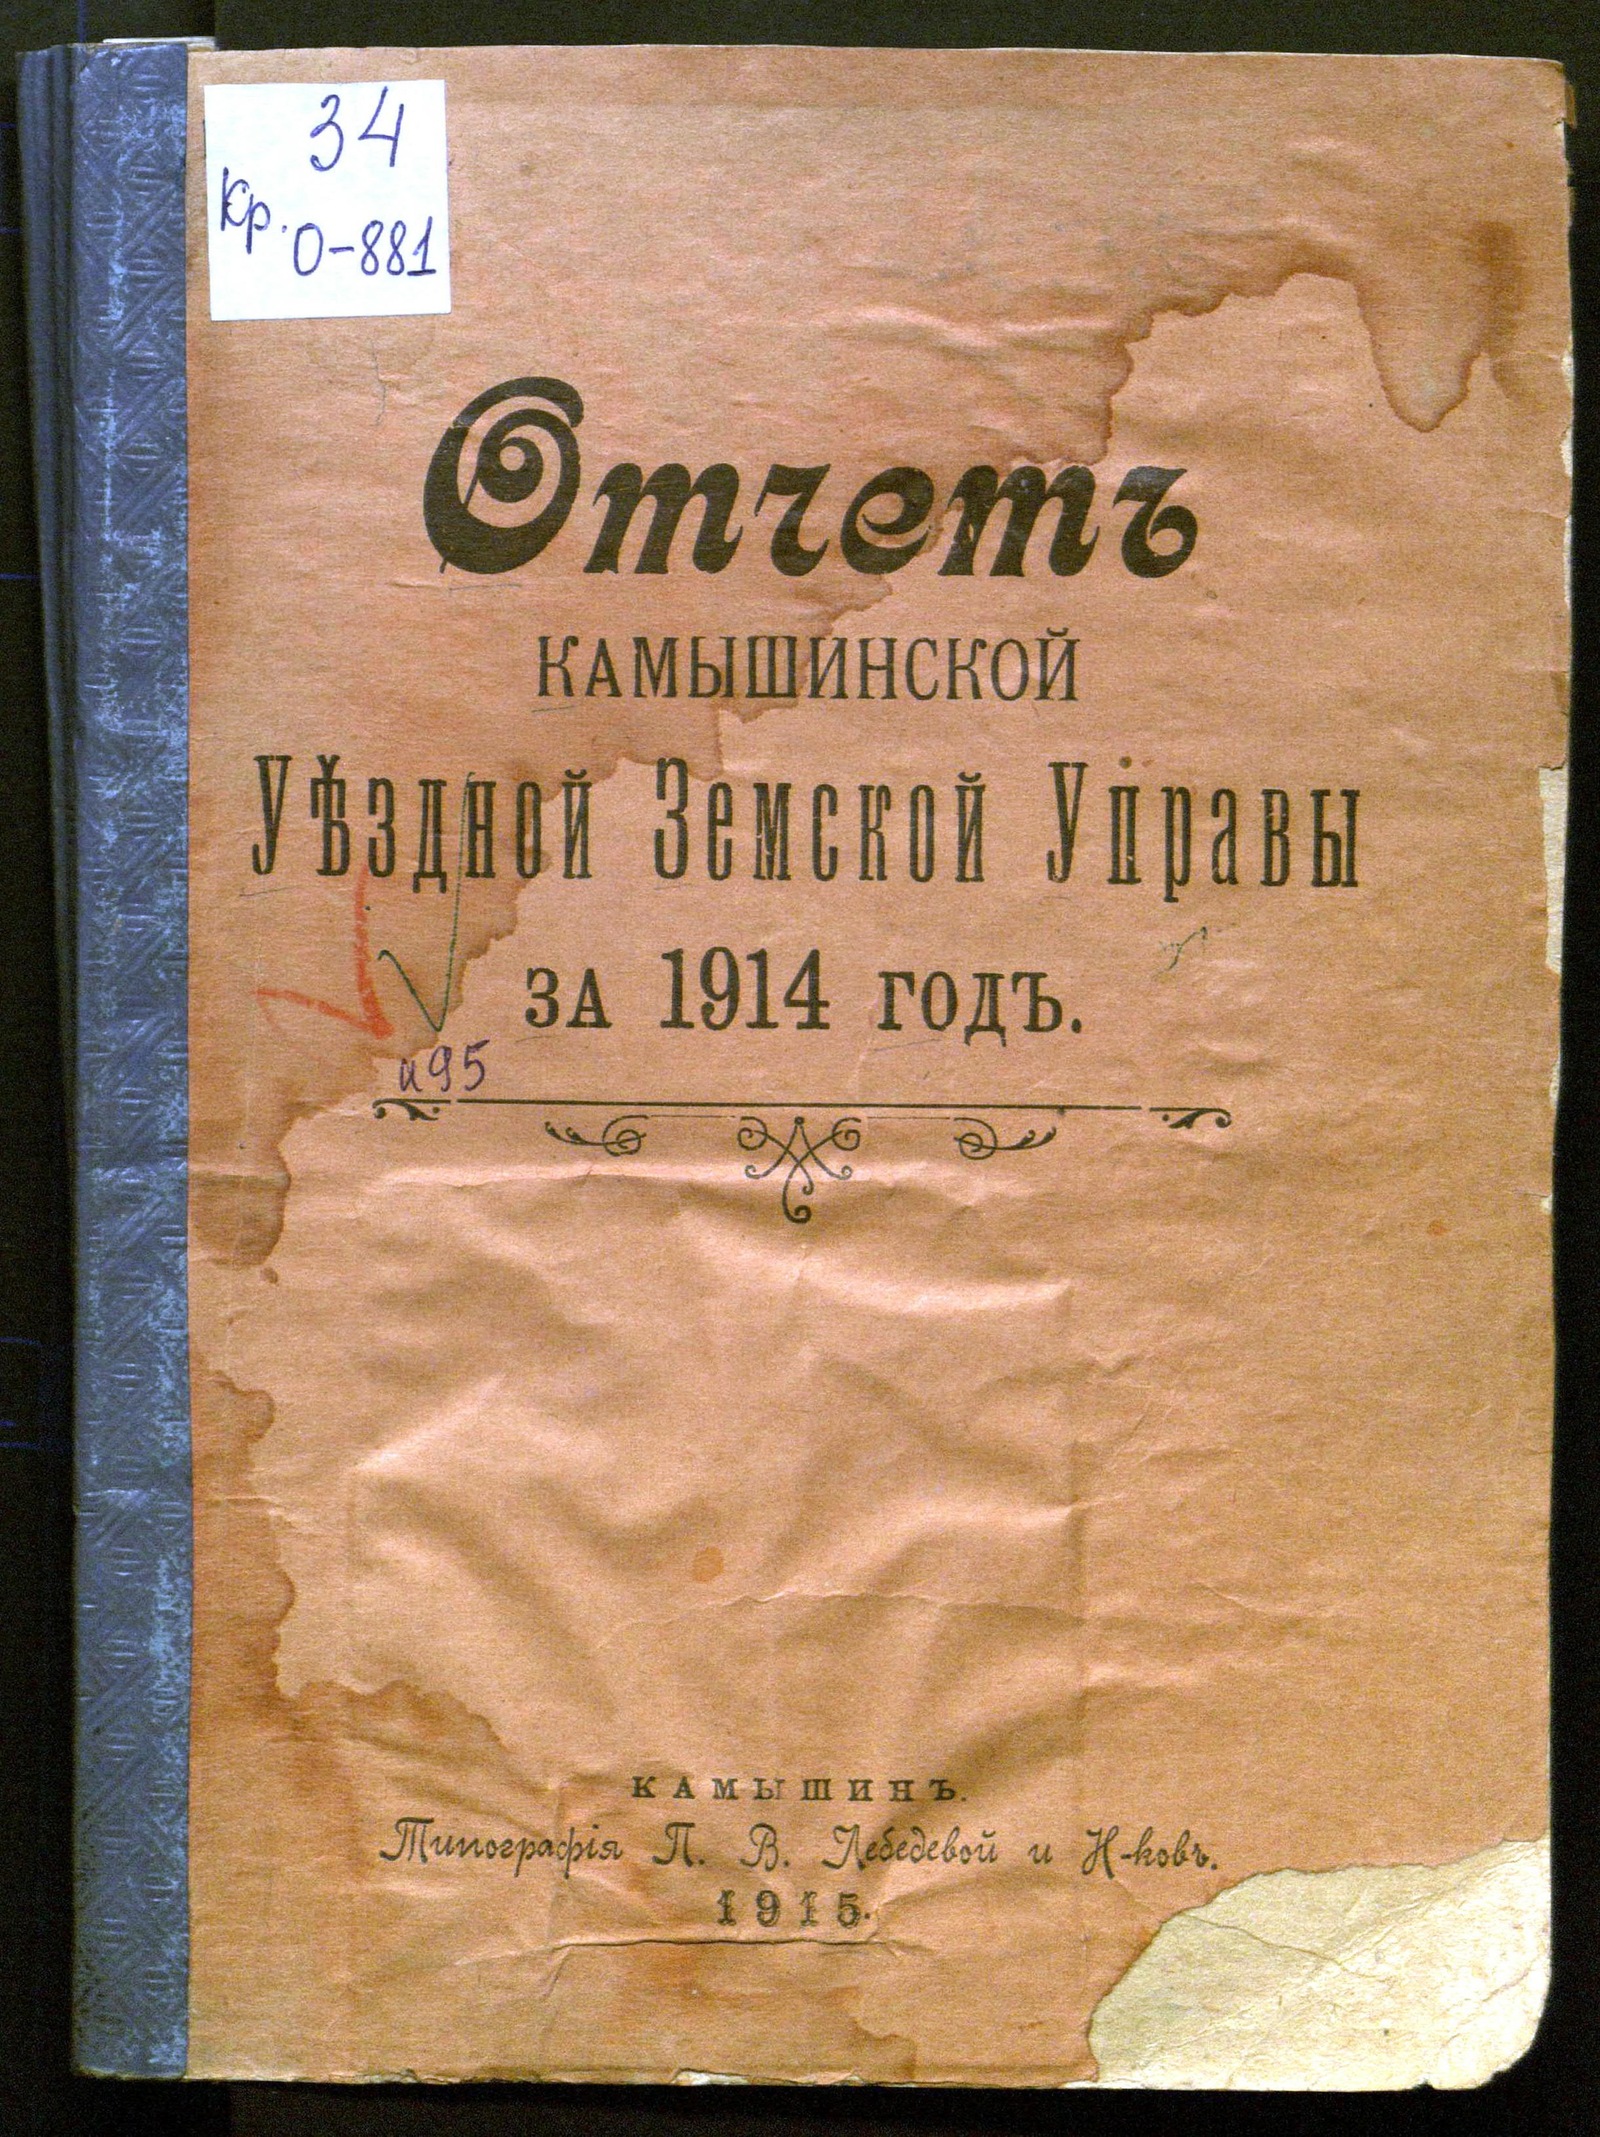 34
Кр.
О-881
Отчетъ
КАМЫШИНСКОЙ
Уѣздной Земской Управы
ЗА 1914 ГОДЪ.
и95
КАМЫШИНЪ.
Типографія П. В. Лебедевой и Н-ковъ.
1915.